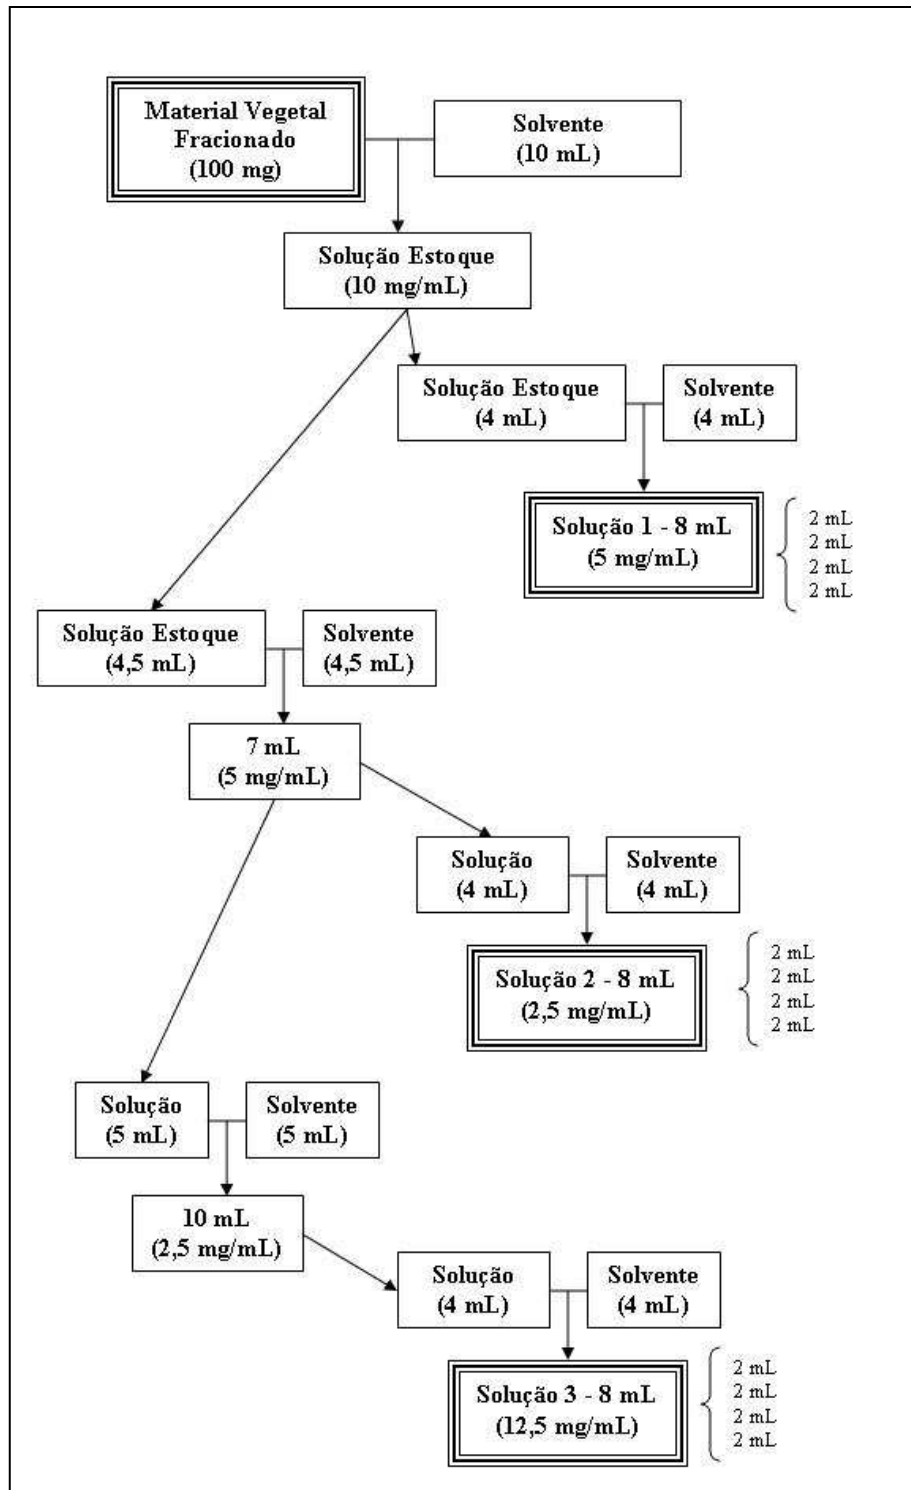 Material Vegetal
Fracionado
(100 mg)
Solvente
(10 mL)
Solução Estoque
(10 mg/mL)
Solução Estoque
(4 mL)
Solvente
(4 mL)
Solução 1 - 8 mL
(5 mg/mL)
2 mL
2 mL
2 mL
2 mL
Solução Estoque
(4,5 mL)
Solvente
(4,5 mL)
7 mL
(5 mg/mL)
Solução
(4 mL)
Solvente
(4 mL)
Solução 2 - 8 mL
(2,5 mg/mL)
2 mL
2 mL
2 mL
2 mL
Solução
(5 mL)
Solvente
(5 mL)
10 mL
(2,5 mg/mL)
Solução
(4 mL)
Solvente
(4 mL)
Solução 3 - 8 mL
(12,5 mg/mL)
2 mL
2 mL
2 mL
2 mL